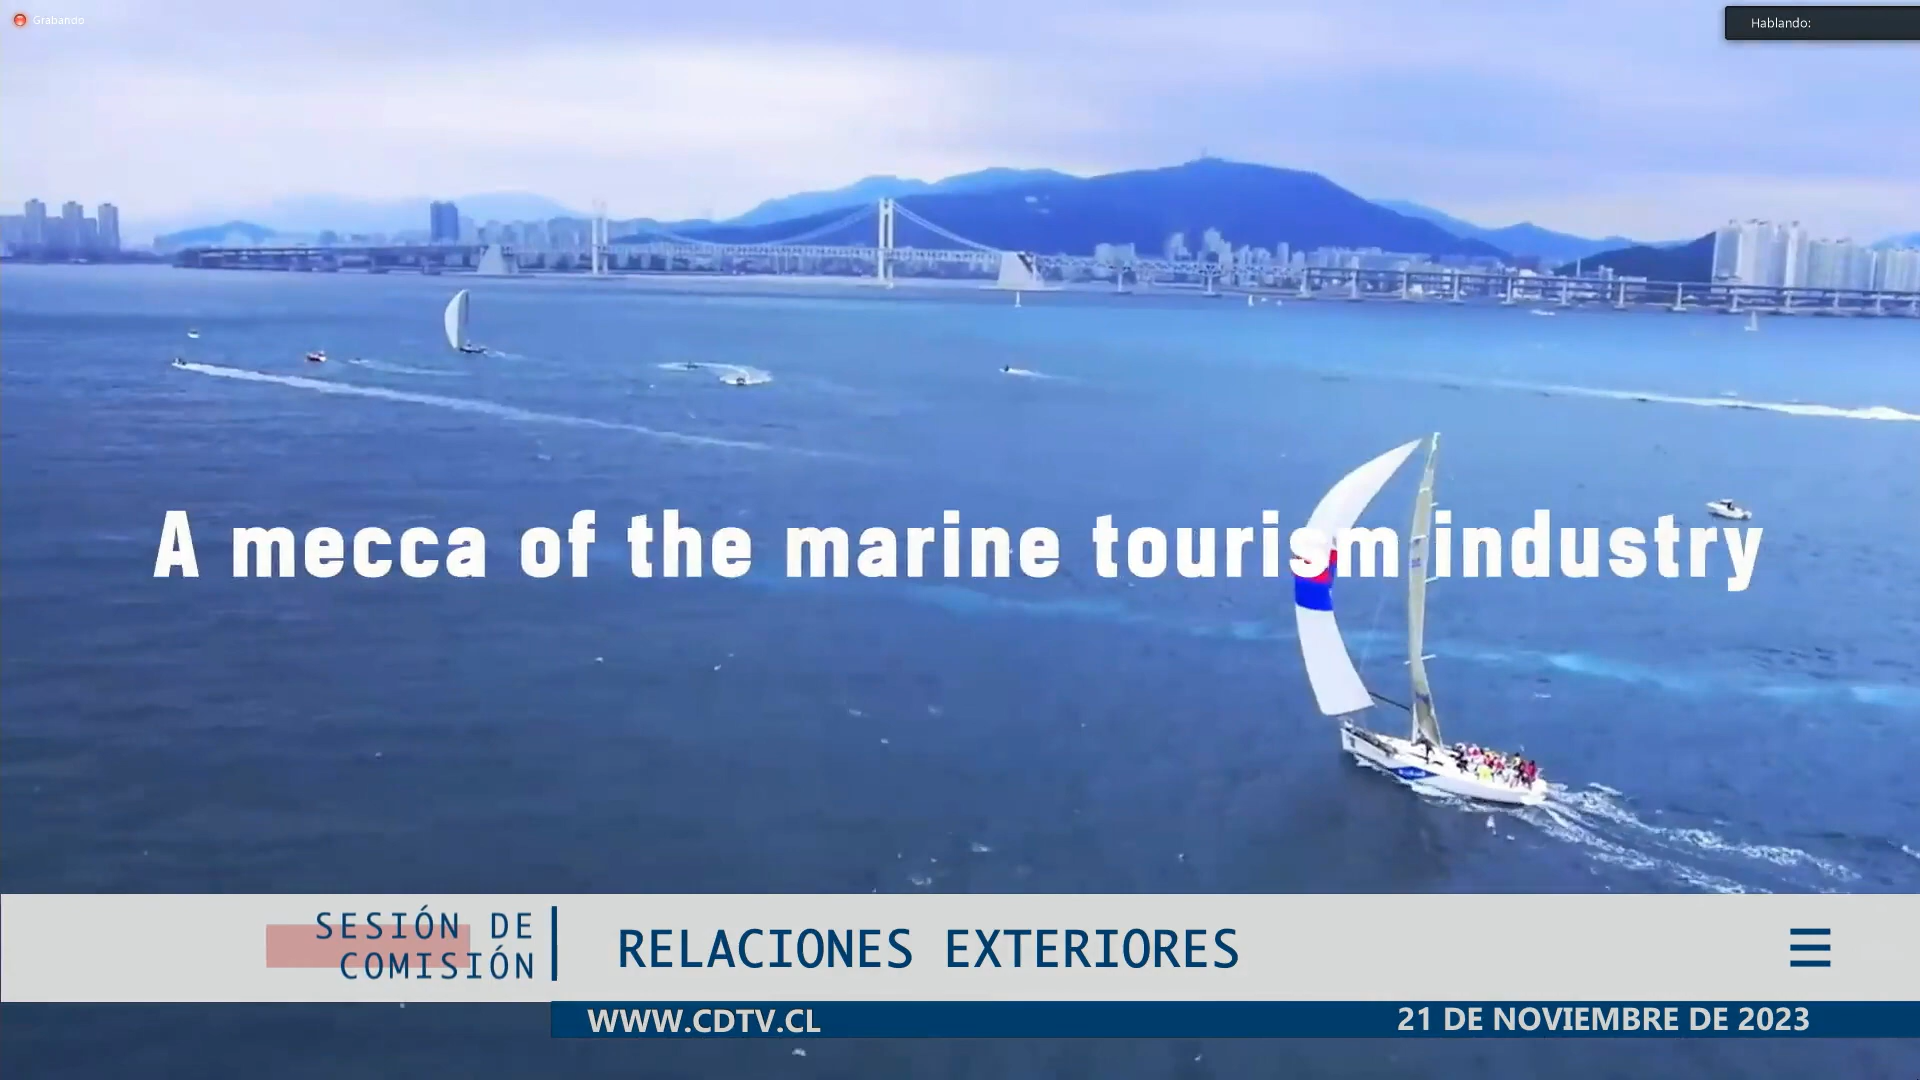 Grabando
Hablando:
A mecca of the marine tourism industry
SESIÓN DE
COMISIÓN
RELACIONES EXTERIORES
WWW.CDTV.CL
21 DE NOVIEMBRE DE 2023